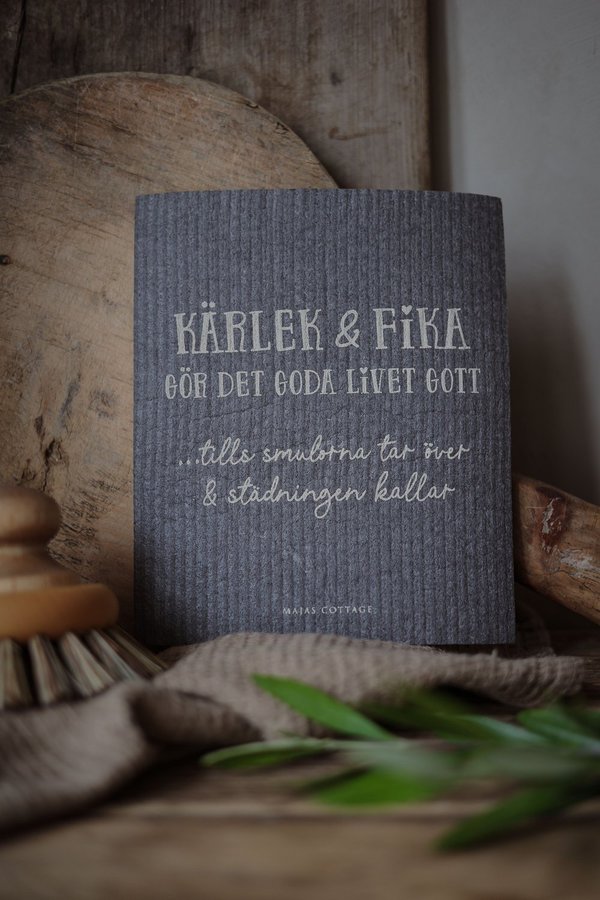 KÄRLEK & FIKA
GÖR DET GODA LIVET GOTT
...tills smulorna tar över
& städningen kallar
MAJAS COTTAGE